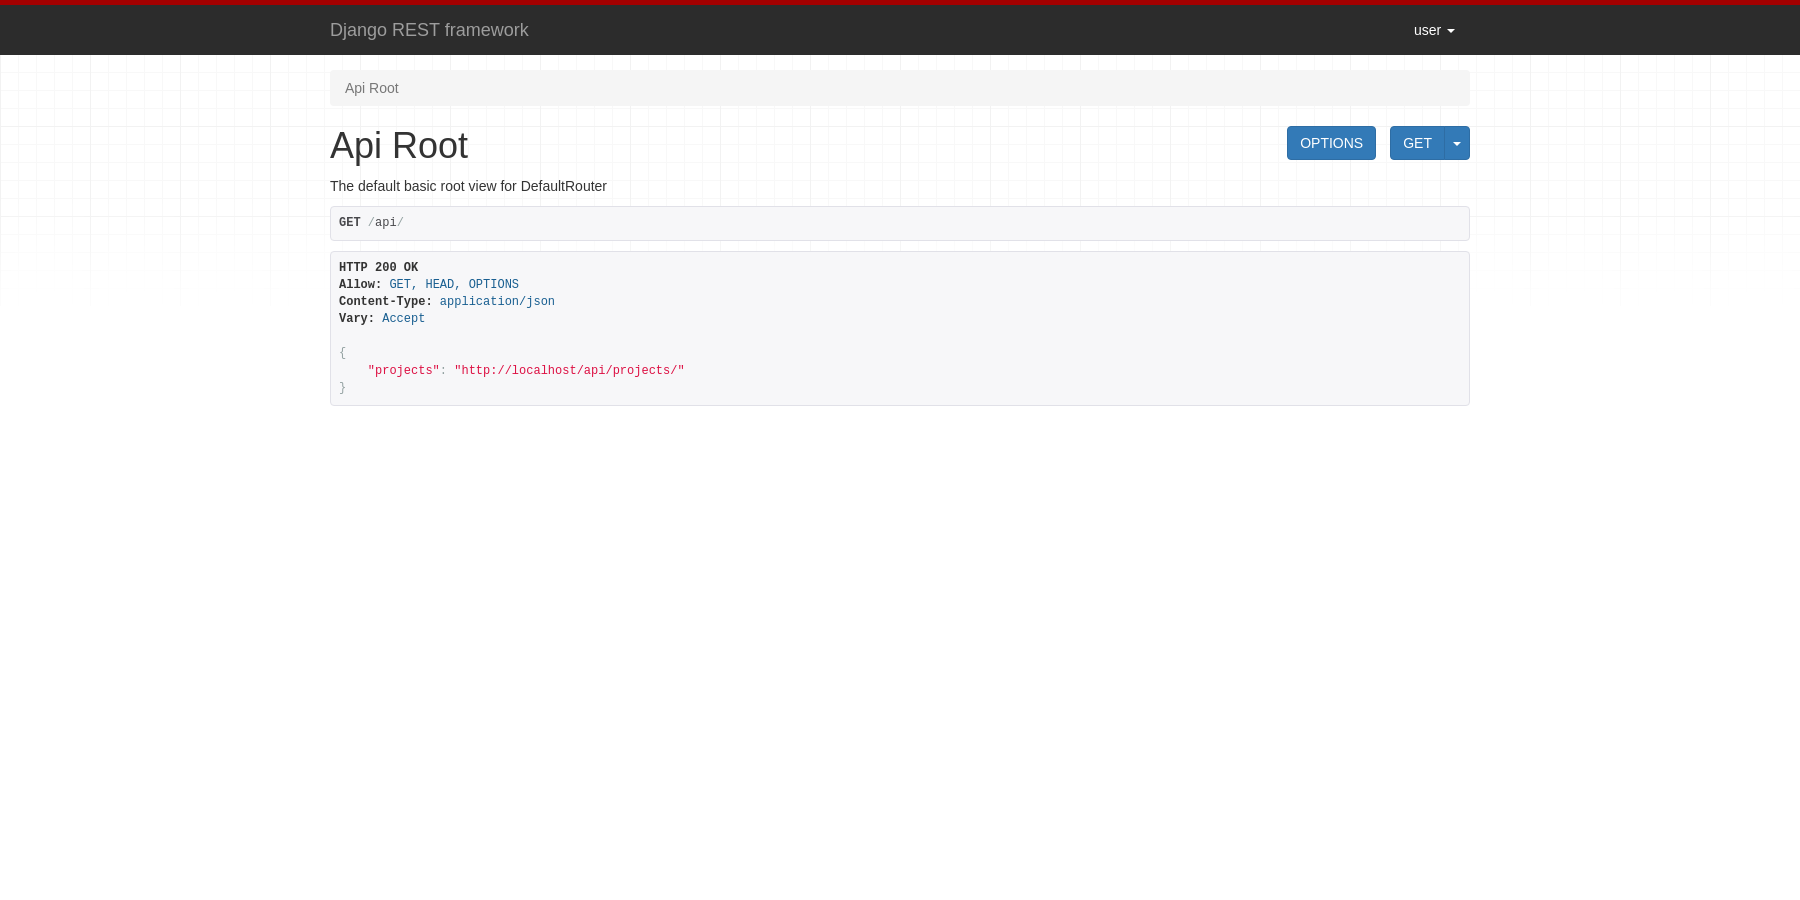 Django REST framework
user
Api Root
Api Root
OPTIONS
GET
The default basic root view for DefaultRouter
GET /api/
HTTP 200 OK
Allow: GET, HEAD, OPTIONS
Content-Type: application/json
Vary: Accept
{
    "projects": "http://localhost/api/projects/"
}